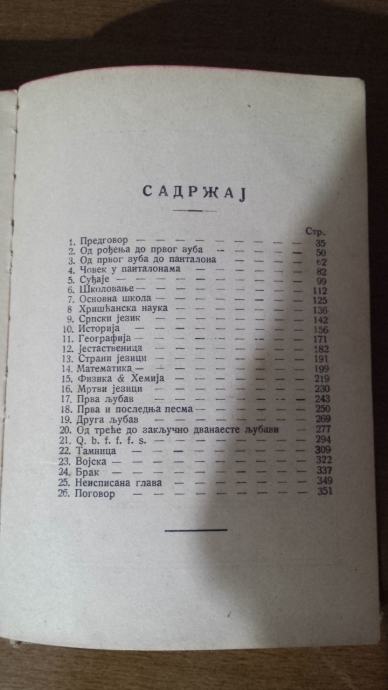 САДРЖАЈ
Стр.
1. Предговор — — — — — — — — 35
2. Од рођења до првог зуба — — — — — 50
3. Од првог зуба до панталона — — — — 62
4. Човек у панталонама — — — — — — 82
5. Суђаје — — — — — — — — — 99
6. Школовање — — — — — — — — 112
7. Основна школа — — — — — — — 125
8 Хришћанска наука — — — — — — 136
9. Српски језик — — — — — — — 142
10. Историја — — — — — — — — 156
11. Географија — — — — — — — — 171
12. Јестаственица — — — — — — — 182
13. Страни језици — — — — — — — 191
14. Математика — — — — — — — — 199
15. Физика & Хемија — — — — — — 219
16. Мртви језици — — — — — — — 230
17. Прва љубав — — — — — — — — 243
18. Прва и последња песма — — — — — 250
19. Друга љубав — — — — — — — 269
20. Од треће до закључно дванаесте љубави — — 277
21. Q. b. f. f. f. s. — — — — — — — 294
22. Тамница — — — — — — — — 309
23. Војска — — — — — — — — — 322
24. Брак — — — — — — — — — 337
25. Неисписана глава — — — — — — 349
26. Поговор — — — — — — — — 351